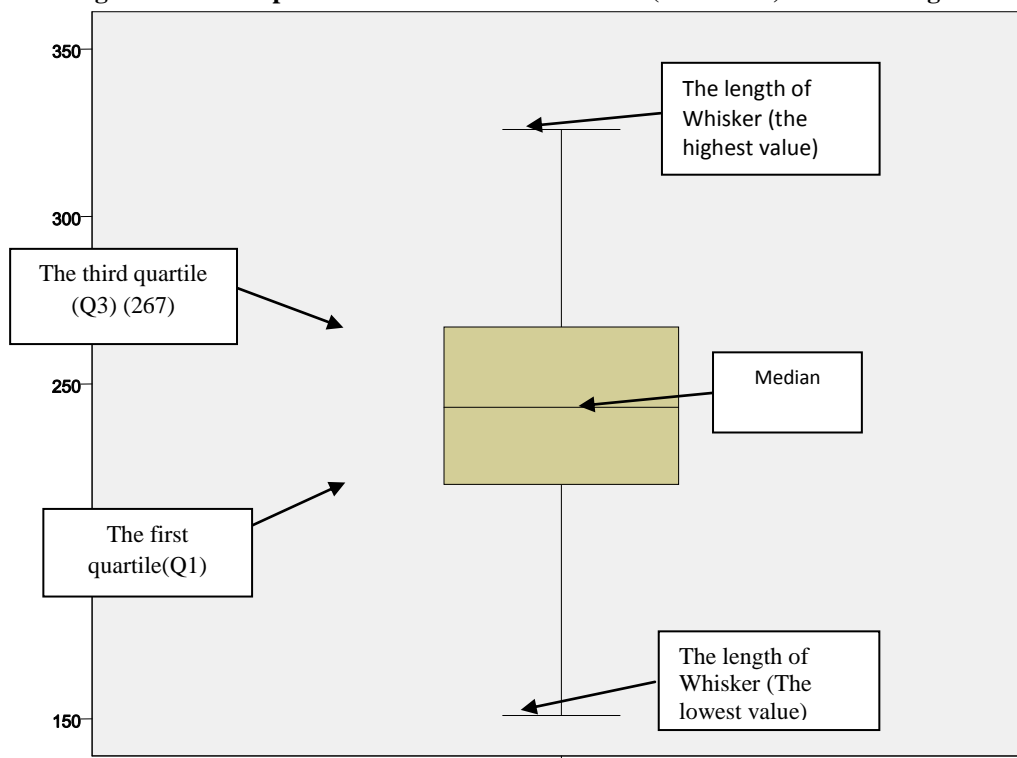 350
The length of
Whisker (the
highest value)
300
The third quartile
(Q3) (267)
250
Median
The first
quartile(Q1)
The length of
Whisker (The
lowest value)
150